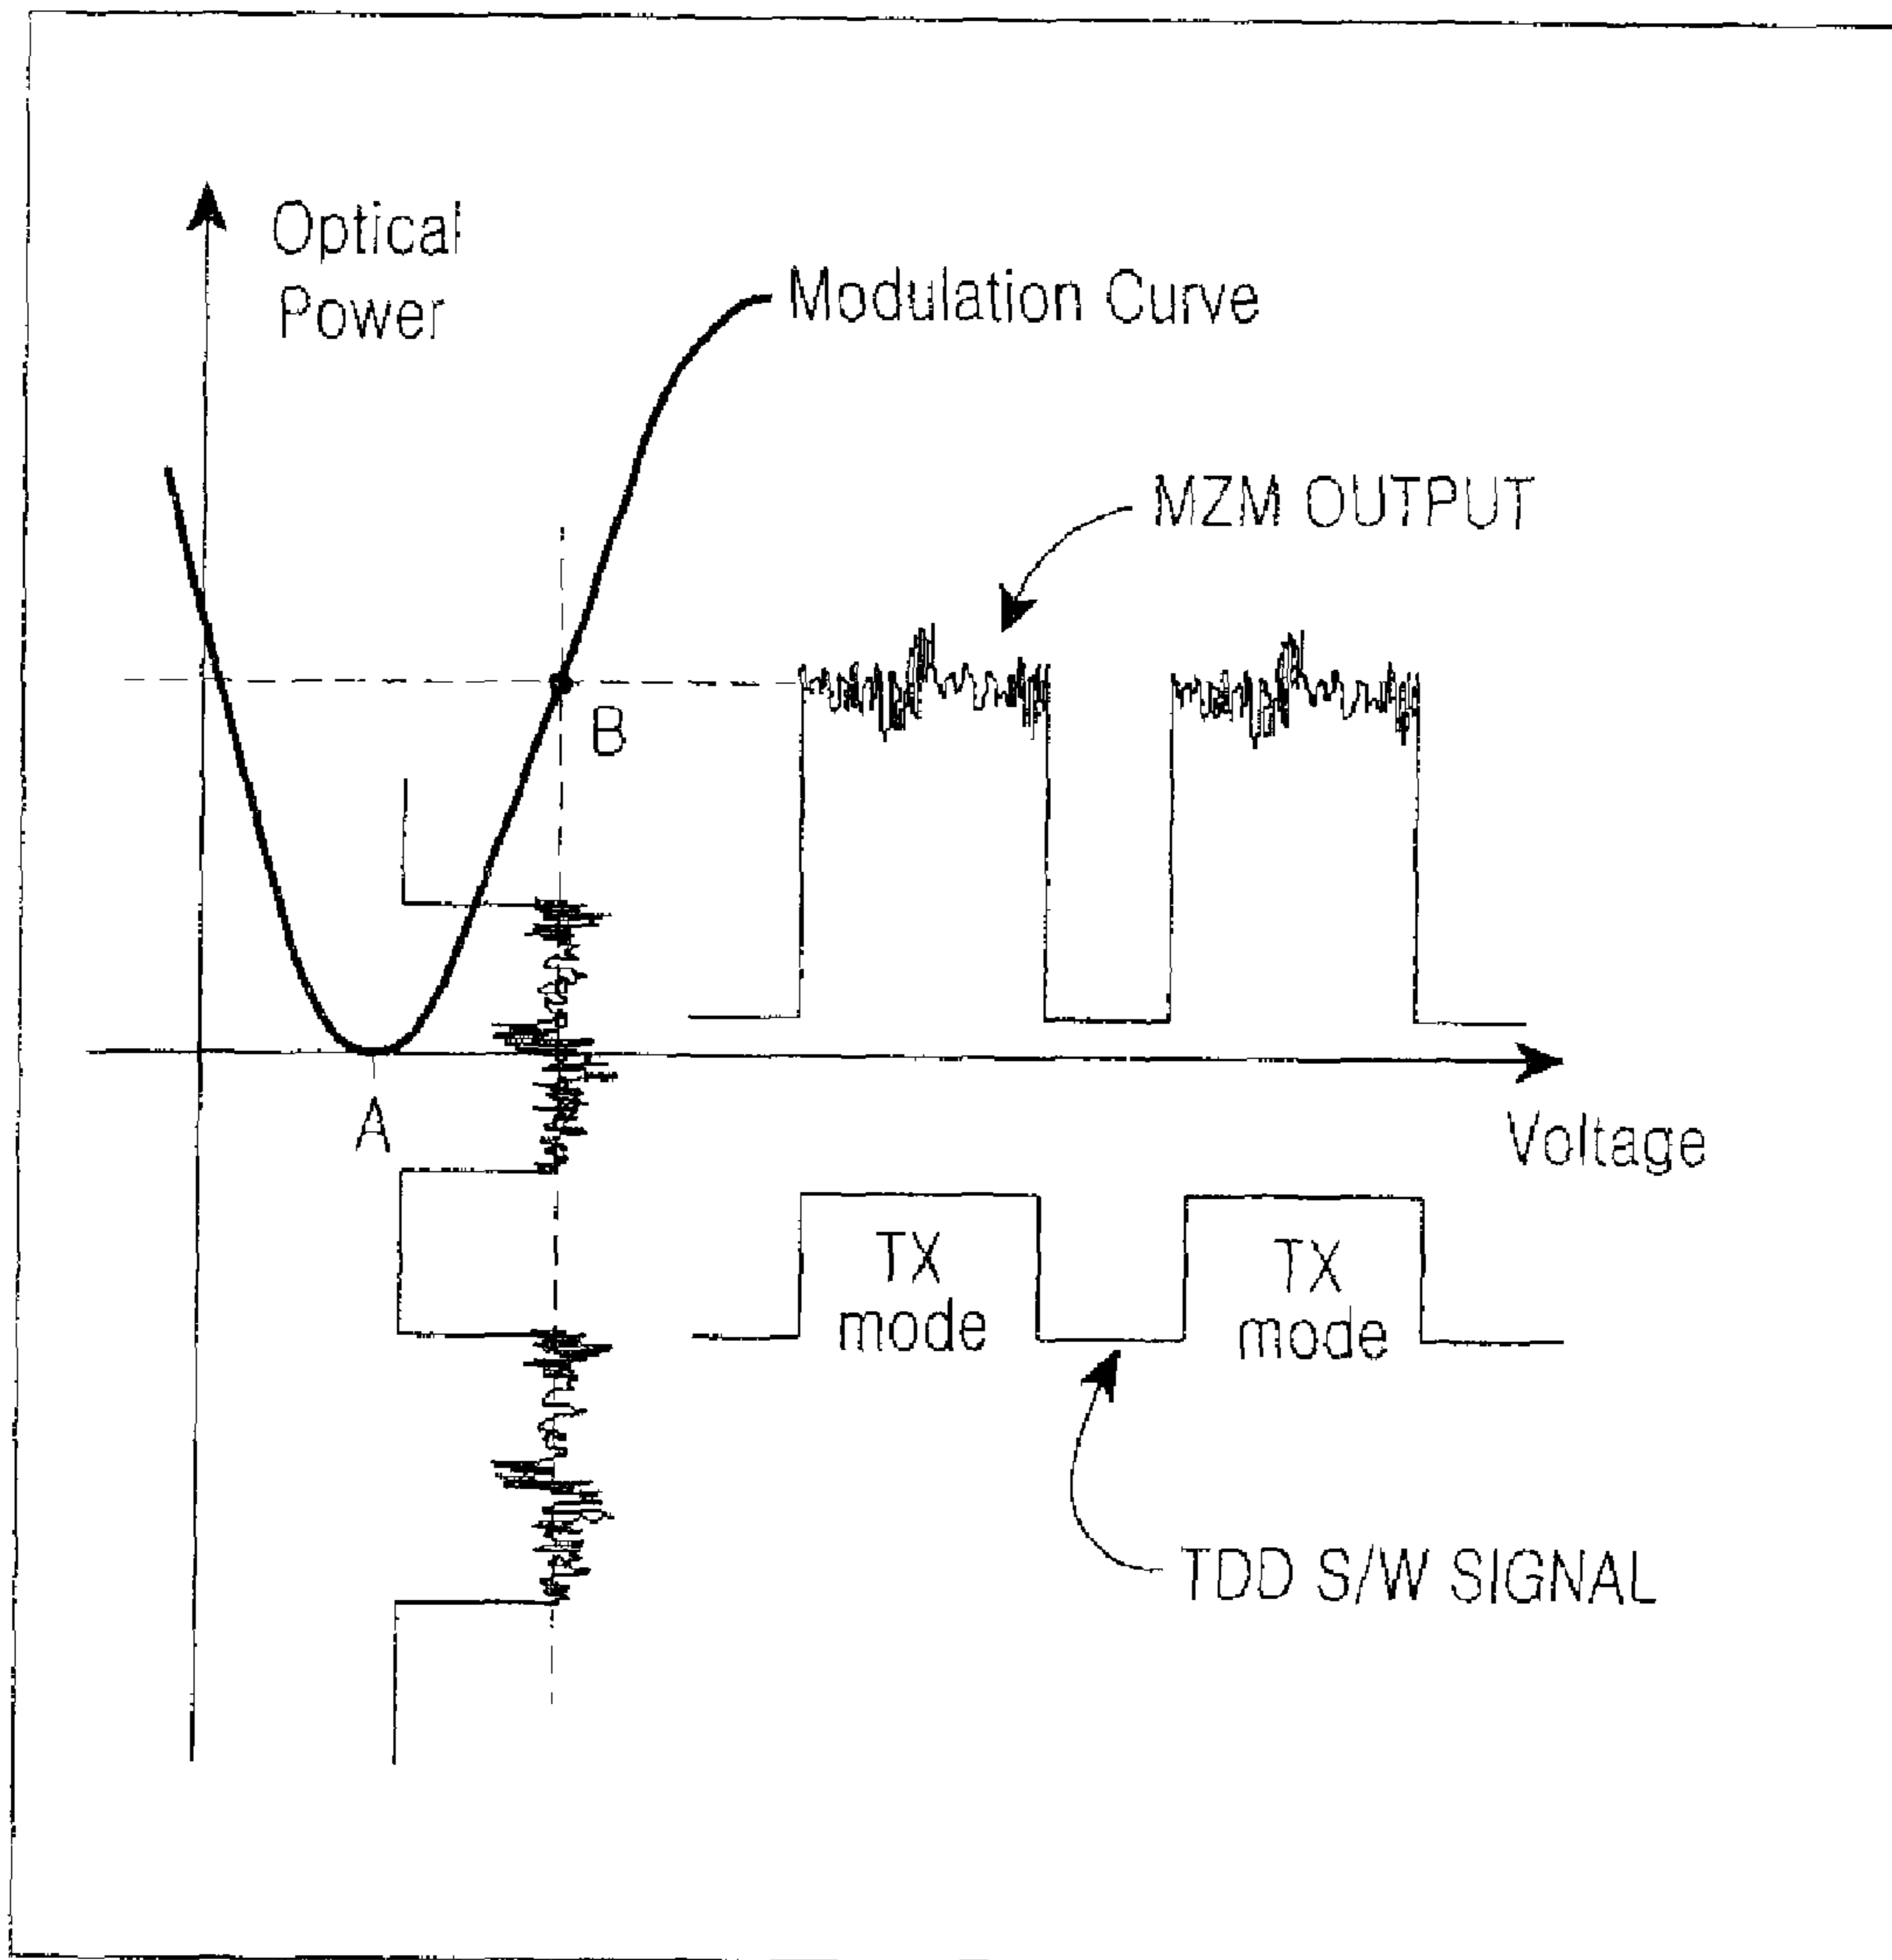 Optical
Power
Modulation Curve
MZM OUTPUT
B
A
Voltage
TX
mode
TX
mode
TDD S/W SIGNAL